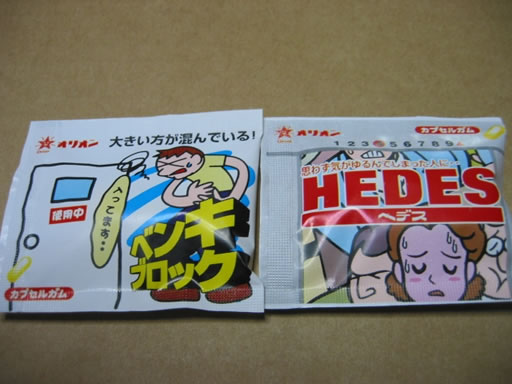 オリオン
大きい方が混んでいる!
使用中
入ってます・・
ベンキ
ブロック
カプセルガム
オリオン
カプセルガム
1 2 3 5 6 7 8 9
思わず気がゆるんでしまった人に…
HEDES
ヘデス